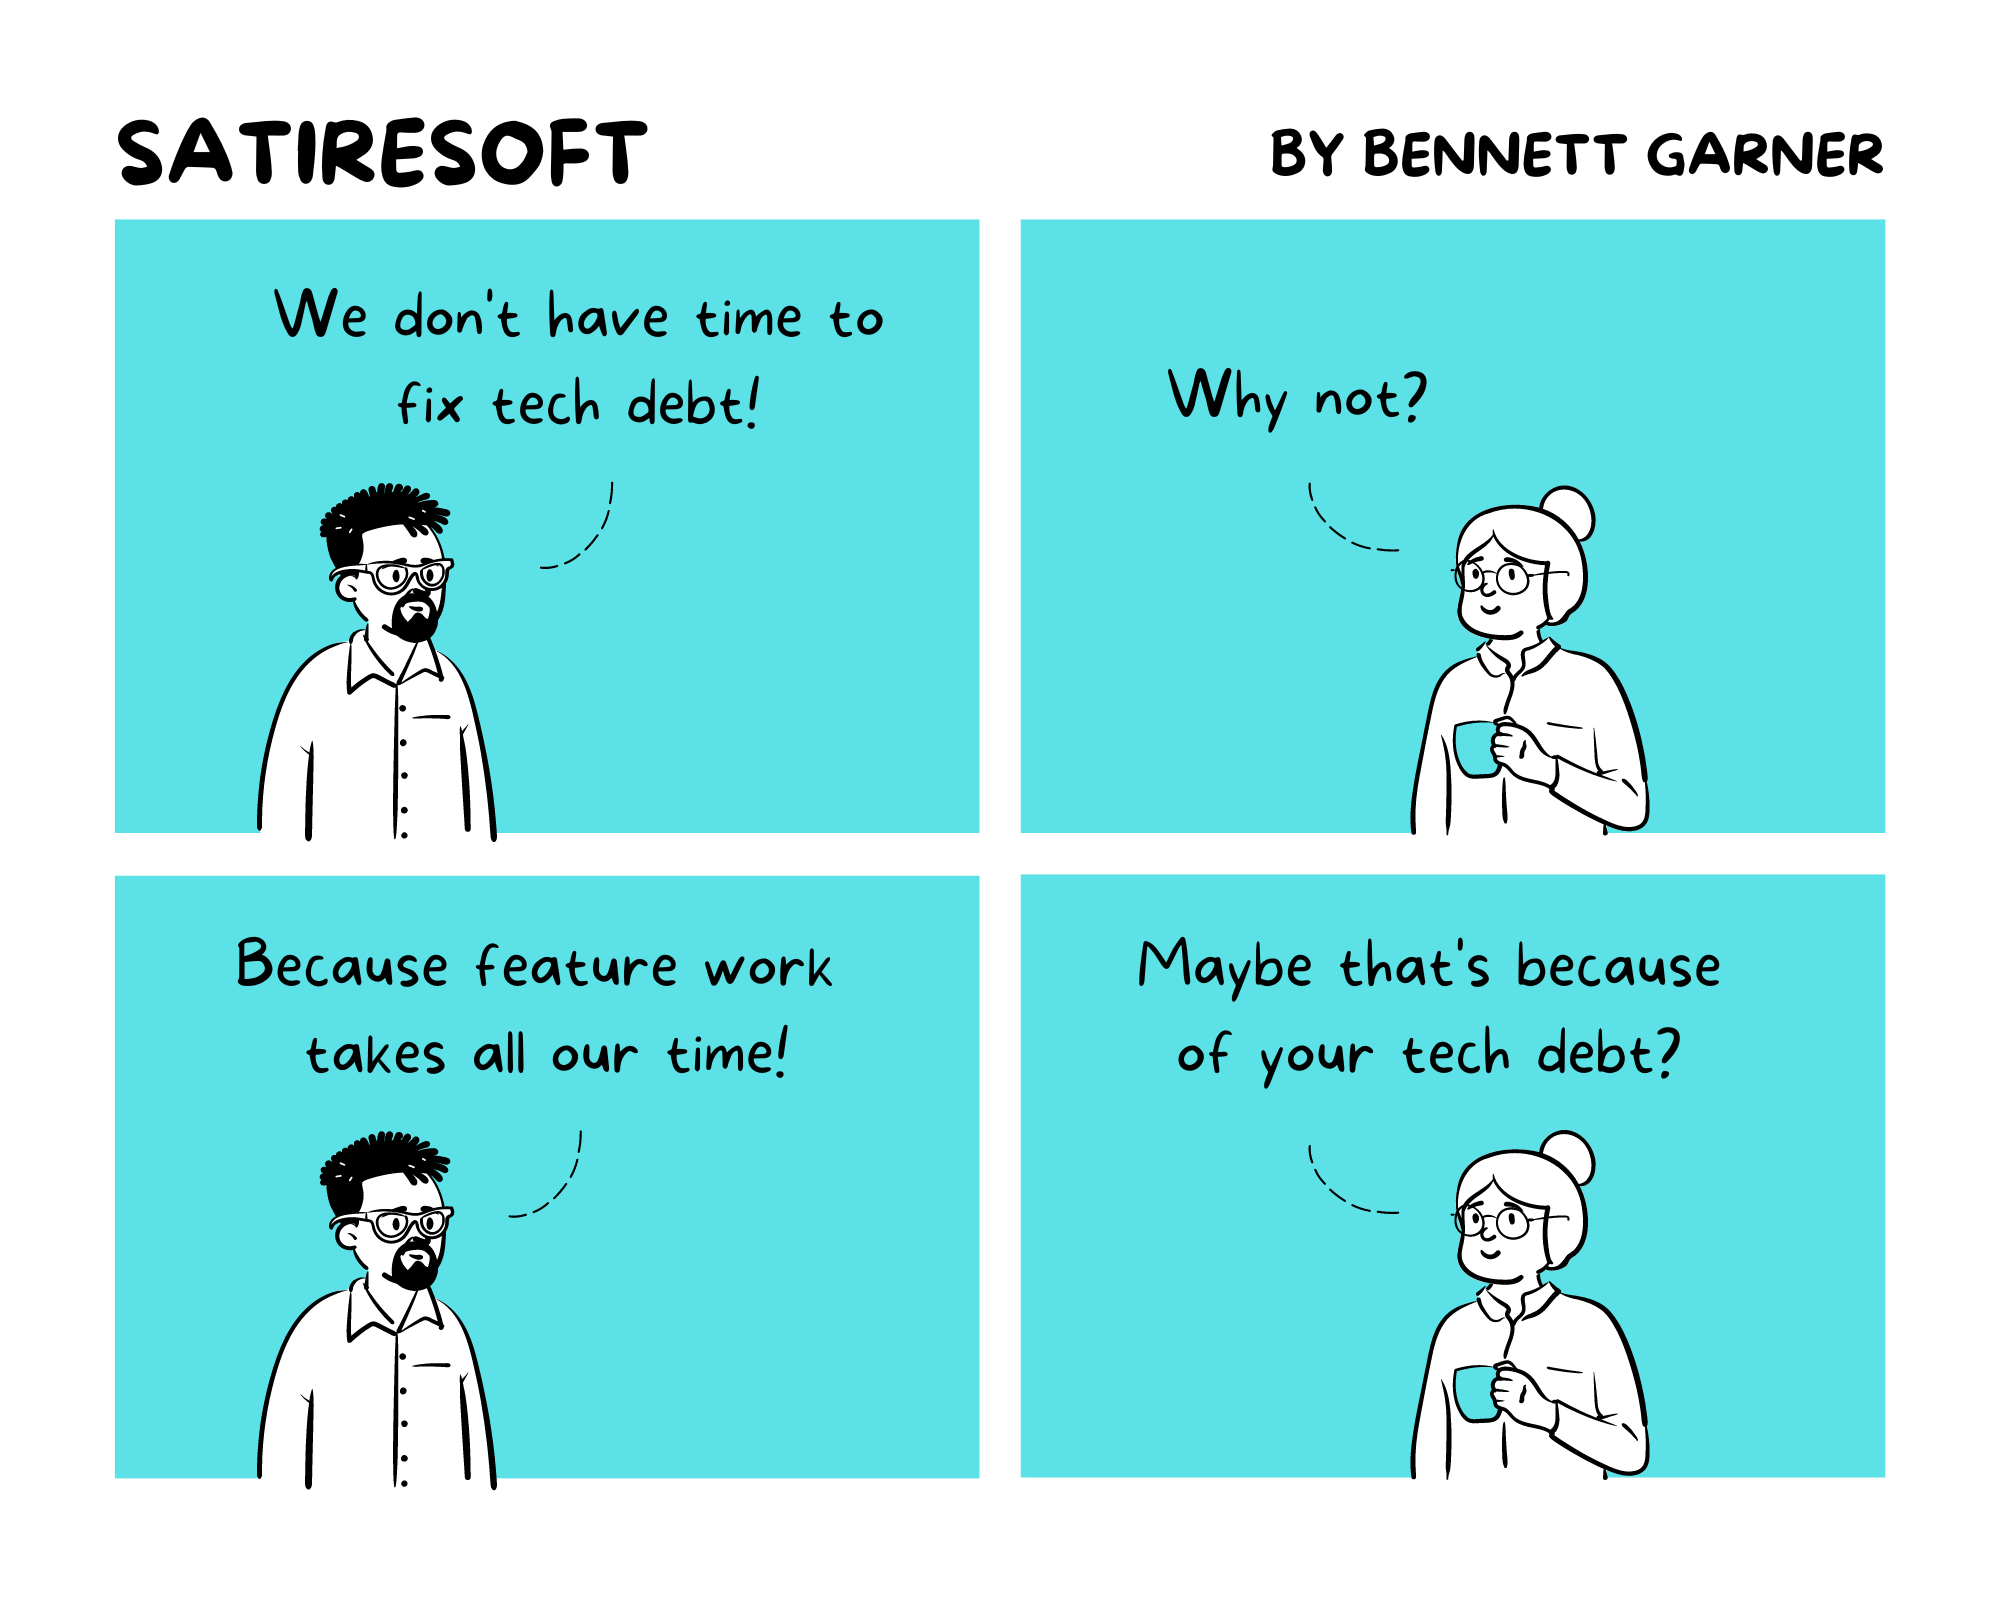 SATIRESOFT
BY BENNETT GARNER
We don't have time to
fix tech debt!
Why not?
Because feature work
takes all our time!
Maybe that's because
of your tech debt?